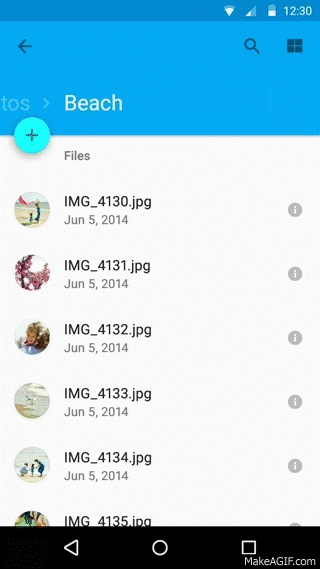 12:30
tos > Beach
Files
IMG_4130.jpg
Jun 5, 2014
IMG_4131.jpg
Jun 5, 2014
IMG_4132.jpg
Jun 5, 2014
IMG_4133.jpg
Jun 5, 2014
IMG_4134.jpg
Jun 5, 2014
IMG_4135.jpg
MakeAGIF.com